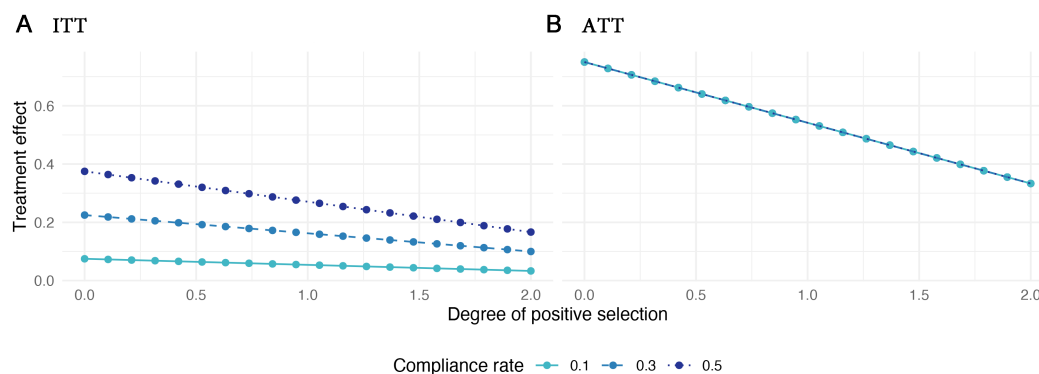 A ITT
B ATT
Treatment effect
0.6
0.4
0.2
0.0
0.0 0.5 1.0 1.5 2.0
0.0 0.5 1.0 1.5 2.0
Degree of positive selection
Compliance rate 0.1 0.3 0.5